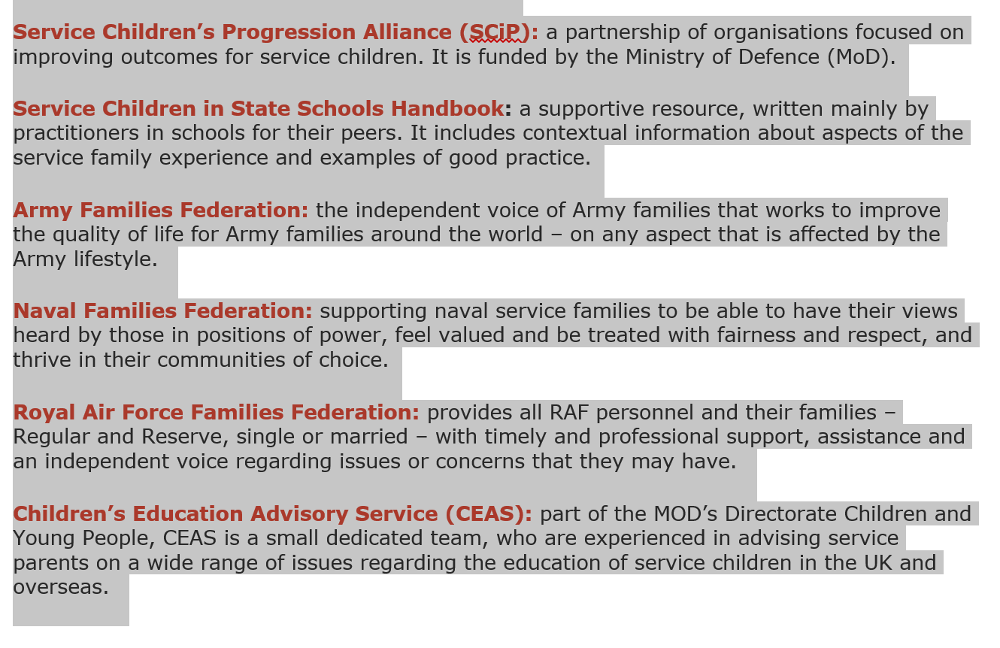 Service Children’s Progression Alliance (SCiP): a partnership of organisations focused on
improving outcomes for service children. It is funded by the Ministry of Defence (MoD).
Service Children in State Schools Handbook: a supportive resource, written mainly by
practitioners in schools for their peers. It includes contextual information about aspects of the
service family experience and examples of good practice.
Army Families Federation: the independent voice of Army families that works to improve
the quality of life for Army families around the world – on any aspect that is affected by the
Army lifestyle.
Naval Families Federation: supporting naval service families to be able to have their views
heard by those in positions of power, feel valued and be treated with fairness and respect, and
thrive in their communities of choice.
Royal Air Force Families Federation: provides all RAF personnel and their families –
Regular and Reserve, single or married – with timely and professional support, assistance and
an independent voice regarding issues or concerns that they may have.
Children’s Education Advisory Service (CEAS): part of the MOD’s Directorate Children and
Young People, CEAS is a small dedicated team, who are experienced in advising service
parents on a wide range of issues regarding the education of service children in the UK and
overseas.